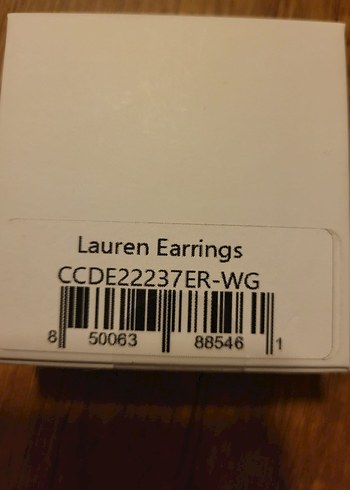 Lauren Earrings
CCDE22237ER-WG
8 50063 88546 1